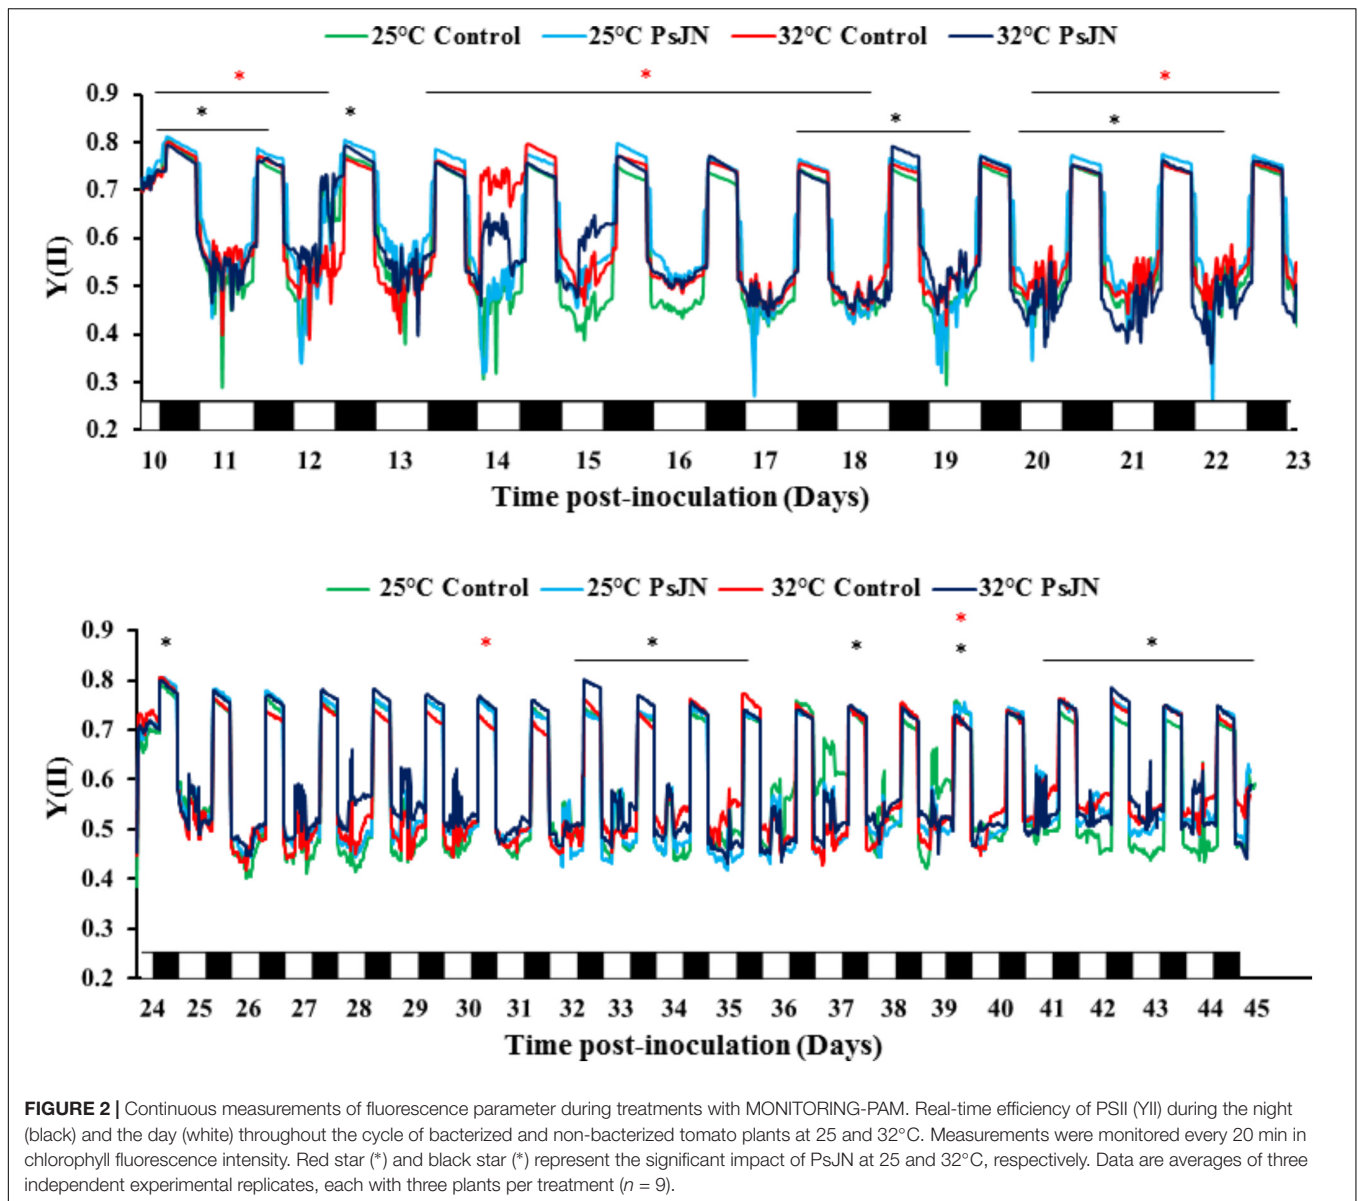 25°C Control 25°C PsJN 32°C Control 32°C PsJN
* * *
* * * *
0.9
0.8
0.7
0.6
0.5
0.4
0.3
0.2
Y(II)
10 11 12 13 14 15 16 17 18 19 20 21 22 23
Time post-inoculation (Days)
25°C Control 25°C PsJN 32°C Control 32°C PsJN
*
* * * * * *
0.9
0.8
0.7
0.6
0.5
0.4
0.3
0.2
Y(II)
24 25 26 27 28 29 30 31 32 33 34 35 36 37 38 39 40 41 42 43 44 45
Time post-inoculation (Days)
FIGURE 2 | Continuous measurements of fluorescence parameter during treatments with MONITORING-PAM. Real-time efficiency of PSII (YII) during the night
(black) and the day (white) throughout the cycle of bacterized and non-bacterized tomato plants at 25 and 32°C. Measurements were monitored every 20 min in
chlorophyll fluorescence intensity. Red star (*) and black star (*) represent the significant impact of PsJN at 25 and 32°C, respectively. Data are averages of three
independent experimental replicates, each with three plants per treatment (n = 9).